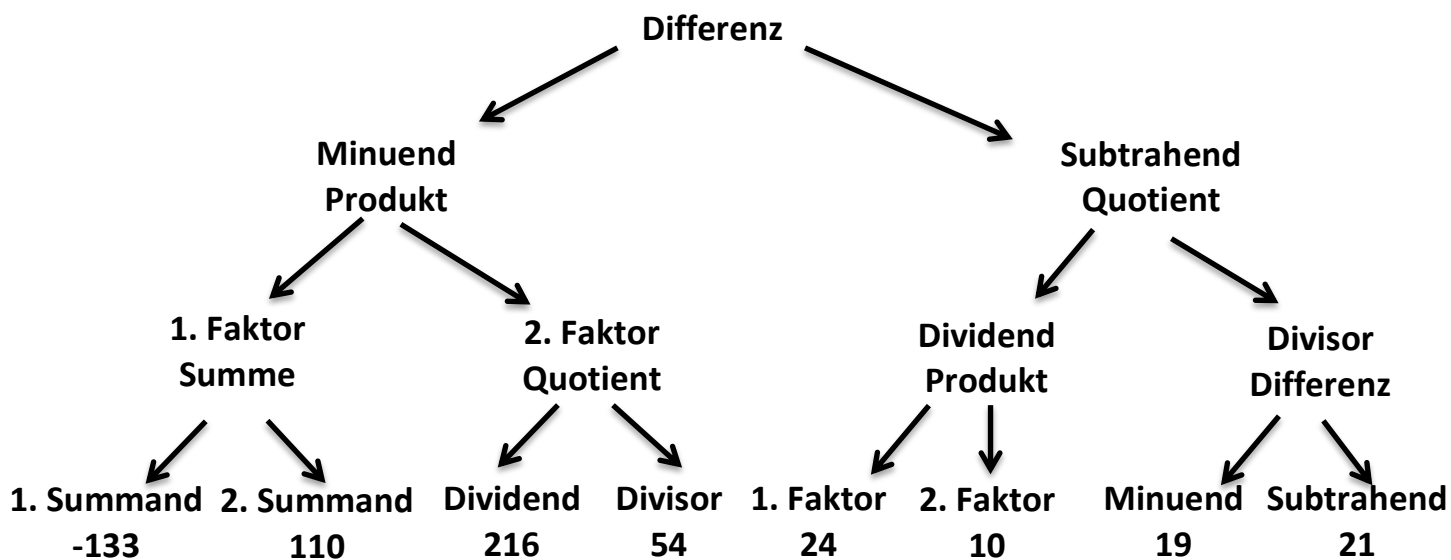 Differenz
Minuend
Produkt
Subtrahend
Quotient
1. Faktor
Summe
2. Faktor
Quotient
Dividend
Produkt
Divisor
Differenz
1. Summand 2. Summand Dividend Divisor 1. Faktor 2. Faktor Minuend Subtrahend
-133 110 216 54 24 10 19 21